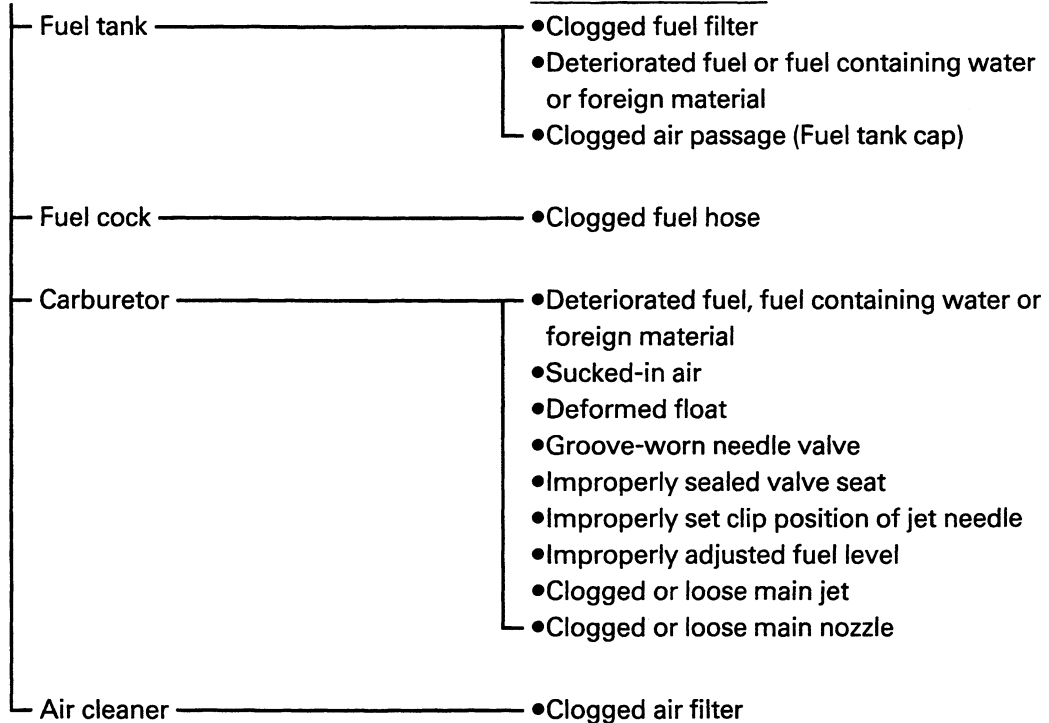 Fuel tank
●Clogged fuel filter
●Deteriorated fuel or fuel containing water
or foreign material
●Clogged air passage (Fuel tank cap)
Fuel cock
●Clogged fuel hose
Carburetor
●Deteriorated fuel, fuel containing water or
foreign material
●Sucked-in air
●Deformed float
●Groove-worn needle valve
●Improperly sealed valve seat
●Improperly set clip position of jet needle
●Improperly adjusted fuel level
●Clogged or loose main jet
●Clogged or loose main nozzle
Air cleaner
●Clogged air filter